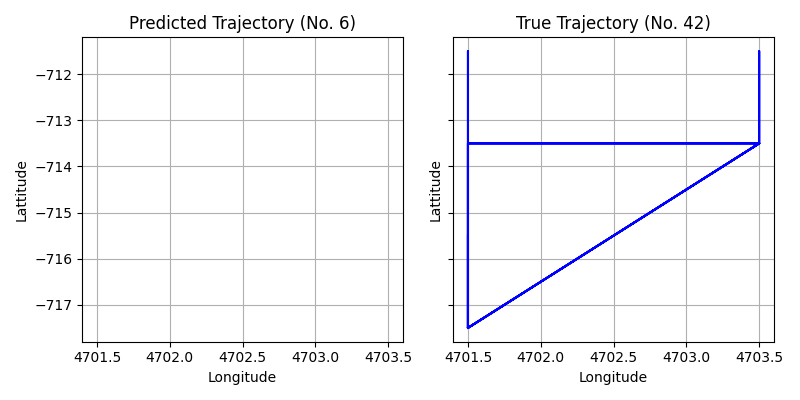 Predicted Trajectory (No. 6)
Lattitude
−712
−713
−714
−715
−716
−717
4701.5 4702.0 4702.5 4703.0 4703.5
Longitude
True Trajectory (No. 42)
Lattitude
4701.5 4702.0 4702.5 4703.0 4703.5
Longitude